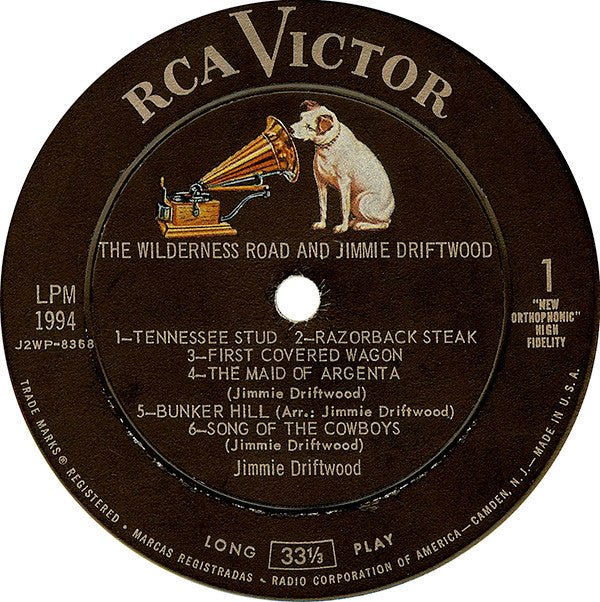 RCA VICTOR
THE WILDERNESS ROAD AND JIMMIE DRIFTWOOD
LPM
1994
J2WP-8368
1
"NEW
ORTHOPHONIC"
HIGH
FIDELITY
1—TENNESSEE STUD 2—RAZORBACK STEAK
3—FIRST COVERED WAGON
4—THE MAID OF ARGENTA
(Jimmie Driftwood)
5—BUNKER HILL (Arr.: Jimmie Driftwood)
6—SONG OF THE COWBOYS
(Jimmie Driftwood)
Jimmie Driftwood
LONG 33⅓ PLAY
TRADE MARKS ® REGISTERED • MARCAS REGISTRADAS - RADIO CORPORATION OF AMERICA—CAMDEN, N. J.—MADE IN U.S.A.